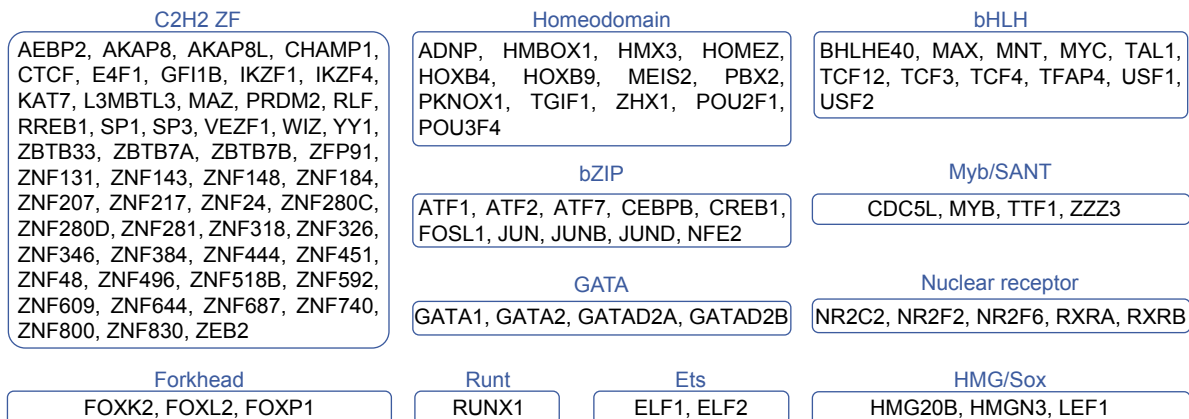 C2H2 ZF
AEBP2, AKAP8, AKAP8L, CHAMP1,
CTCF, E4F1, GFI1B, IKZF1, IKZF4,
KAT7, L3MBTL3, MAZ, PRDM2, RLF,
RREB1, SP1, SP3, VEZF1, WIZ, YY1,
ZBTB33, ZBTB7A, ZBTB7B, ZFP91,
ZNF131, ZNF143, ZNF148, ZNF184,
ZNF207, ZNF217, ZNF24, ZNF280C,
ZNF280D, ZNF281, ZNF318, ZNF326,
ZNF346, ZNF384, ZNF444, ZNF451,
ZNF48, ZNF496, ZNF518B, ZNF592,
ZNF609, ZNF644, ZNF687, ZNF740,
ZNF800, ZNF830, ZEB2
Homeodomain
ADNP, HMBOX1, HMX3, HOMEZ,
HOXB4, HOXB9, MEIS2, PBX2,
PKNOX1, TGIF1, ZHX1, POU2F1,
POU3F4
bHLH
BHLHE40, MAX, MNT, MYC, TAL1,
TCF12, TCF3, TCF4, TFAP4, USF1,
USF2
bZIP
ATF1, ATF2, ATF7, CEBPB, CREB1,
FOSL1, JUN, JUNB, JUND, NFE2
Myb/SANT
CDC5L, MYB, TTF1, ZZZ3
GATA
GATA1, GATA2, GATAD2A, GATAD2B
Nuclear receptor
NR2C2, NR2F2, NR2F6, RXRA, RXRB
Forkhead
FOXK2, FOXL2, FOXP1
Runt
RUNX1
Ets
ELF1, ELF2
HMG/Sox
HMG20B, HMGN3, LEF1